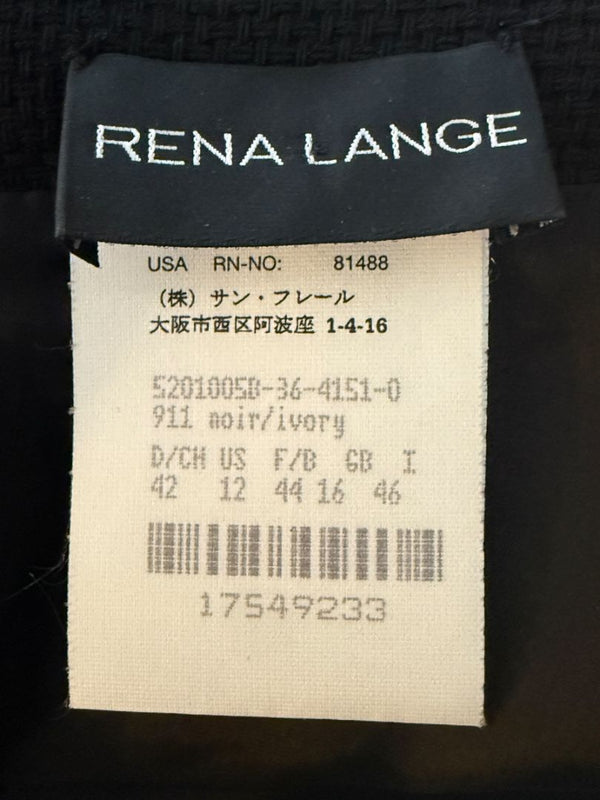 RENA LANGE
USA RN-NO: 81488
(株) サン・フレール
大阪市西区阿波座 1-4-16
5201005B-36-4151-0
911 noir/ivory
D/CH US F/B GB I
42 12 44 16 46
17549233